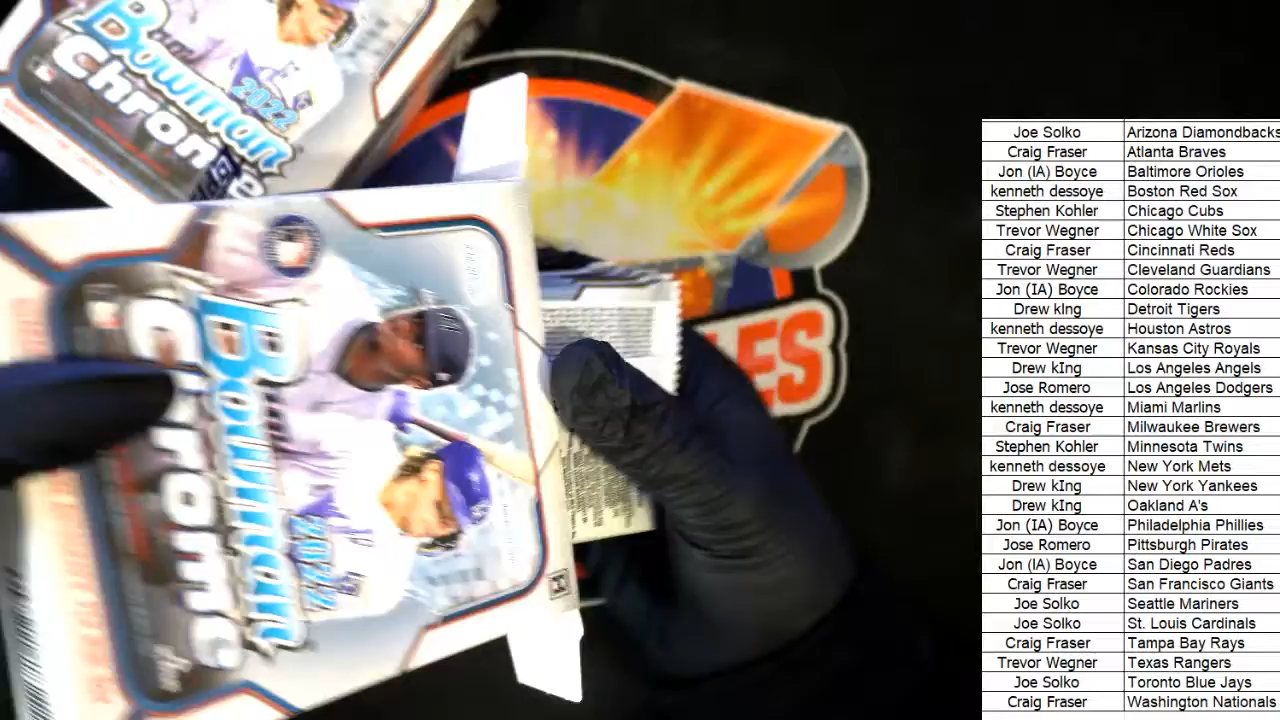 Bowman
Chrome
2022
Bowman
Chrome
2022
LES
Joe Solko Arizona Diamondbacks
Craig Fraser Atlanta Braves
Jon (IA) Boyce Baltimore Orioles
kenneth dessoye Boston Red Sox
Stephen Kohler Chicago Cubs
Trevor Wegner Chicago White Sox
Craig Fraser Cincinnati Reds
Trevor Wegner Cleveland Guardians
Jon (IA) Boyce Colorado Rockies
Drew kIng Detroit Tigers
kenneth dessoye Houston Astros
Trevor Wegner Kansas City Royals
Drew kIng Los Angeles Angels
Jose Romero Los Angeles Dodgers
kenneth dessoye Miami Marlins
Craig Fraser Milwaukee Brewers
Stephen Kohler Minnesota Twins
kenneth dessoye New York Mets
Drew kIng New York Yankees
Drew kIng Oakland A's
Jon (IA) Boyce Philadelphia Phillies
Jose Romero Pittsburgh Pirates
Jon (IA) Boyce San Diego Padres
Craig Fraser San Francisco Giants
Joe Solko Seattle Mariners
Joe Solko St. Louis Cardinals
Craig Fraser Tampa Bay Rays
Trevor Wegner Texas Rangers
Joe Solko Toronto Blue Jays
Craig Fraser Washington Nationals